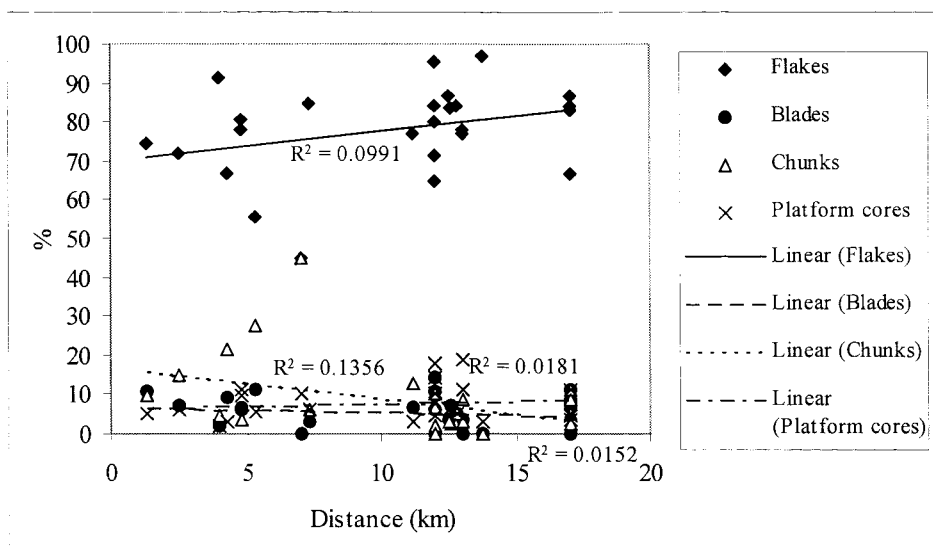 100
90
80
70
60
50
40
30
20
10
0
%
0
5
10
15
20
Distance (km)
R² = 0.0991
R² = 0.1356
R² = 0.0181
R² = 0.0152
Flakes
Blades
Chunks
Platform cores
Linear (Flakes)
Linear (Blades)
Linear (Chunks)
Linear
(Platform cores)